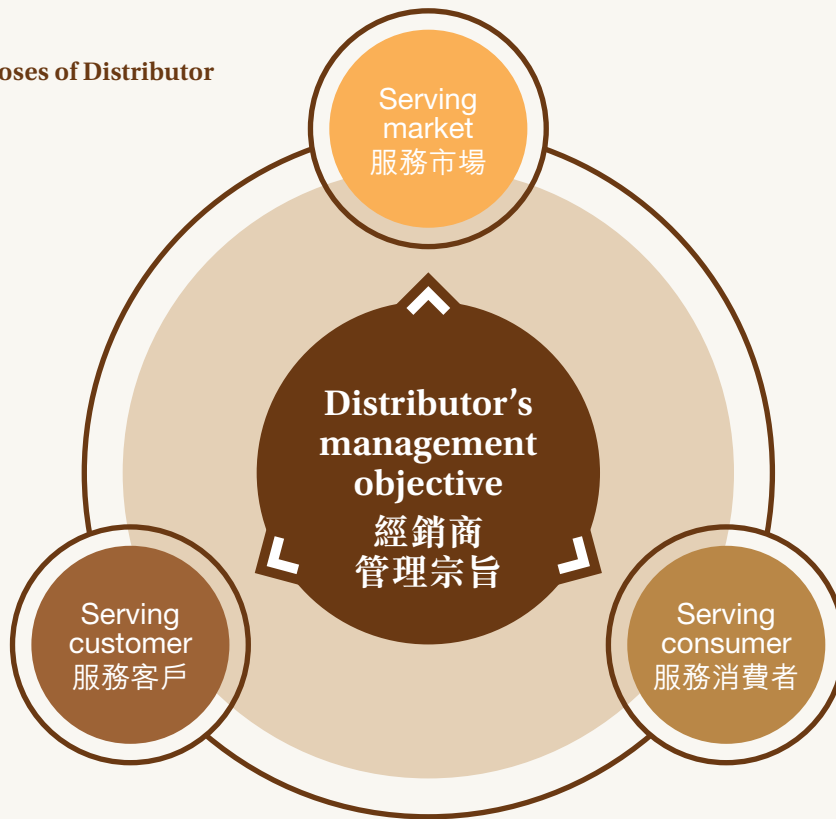 oses of Distributor
Serving
market
服務市場
Distributor’s
management
objective
經銷商
管理宗旨
Serving
customer
服務客戶
Serving
consumer
服務消費者